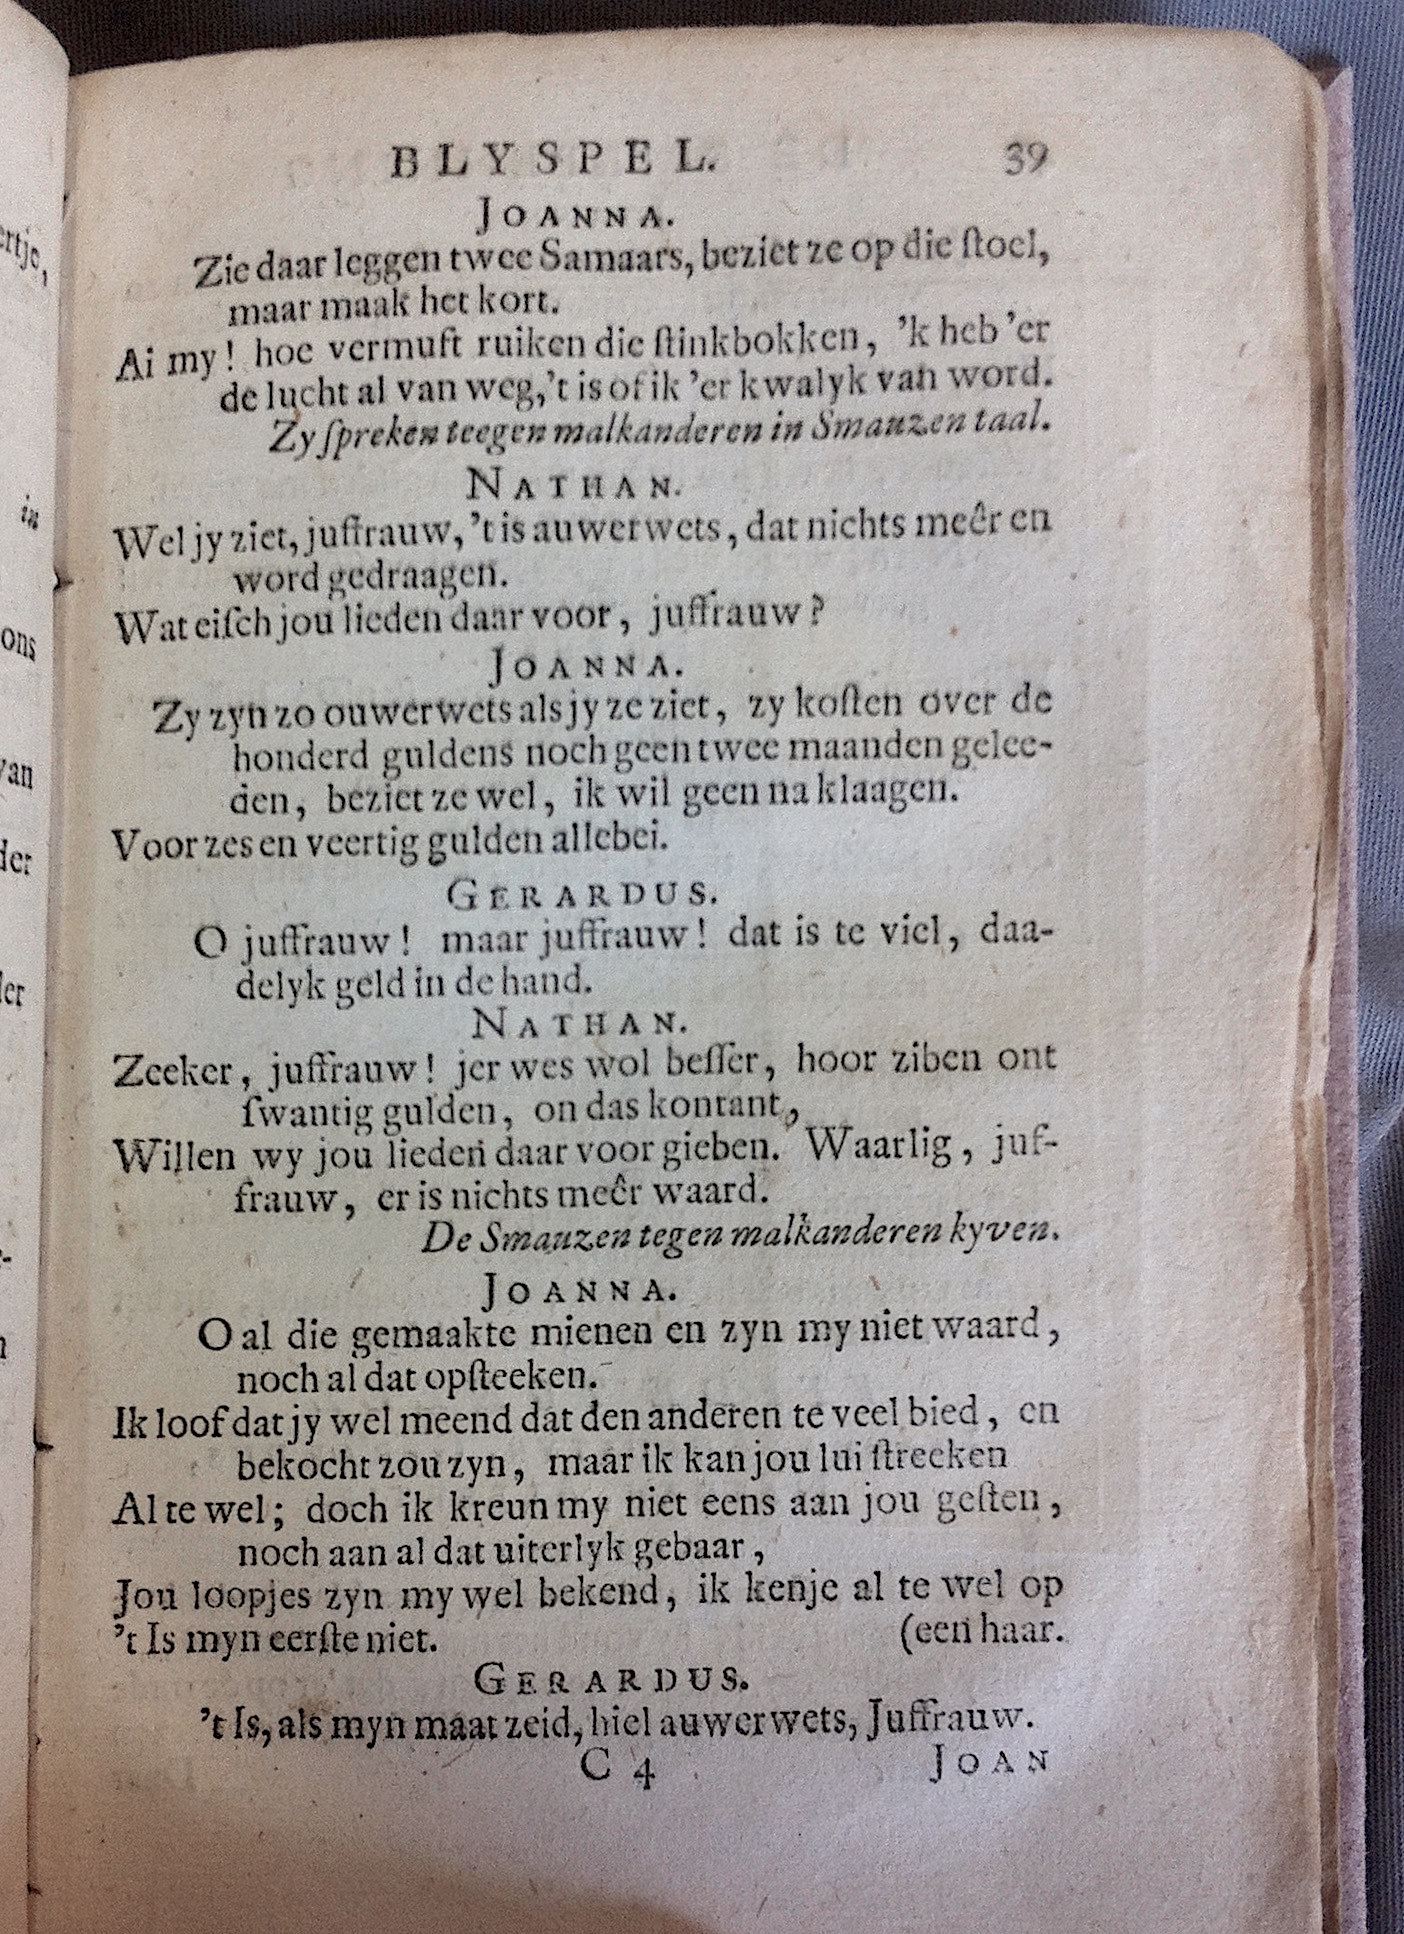 BLYSPEL. 39
JOANNA.
Zie daar leggen twee Samaars, beziet ze op die ſtoel,
maar maak het kort.
Ai my! hoe vermuft ruiken die ſtinkbokken, 'k heb 'er
de lucht al van weg, 't is of ik 'er kwalyk van word.
Zy ſpreken teegen malkanderen in Smauzen taal.
NATHAN.
Wel jy ziet, juffrauw, 't is auwerwets, dat nichts meêr en
word gedraagen.
Wat eiſch jou lieden daar voor, juffrauw?
JOANNA.
Zy zyn zo ouwerwets als jy ze ziet, zy koſten over de
honderd guldens noch geen twee maanden gelee-
den, beziet ze wel, ik wil geen na klaagen.
Voor zes en veertig gulden allebei.
GERARDUS.
O juffrauw! maar juffrauw! dat is te viel, daa-
delyk geld in de hand.
NATHAN.
Zeeker, juffrauw! jer wes wol beſſer, hoor ziben ont
ſwantig gulden, on das kontant,
Willen wy jou lieden daar voor gieben. Waarlig, juf-
frauw, er is nichts meêr waard.
De Smauzen tegen malkanderen kyven.
JOANNA.
O al die gemaakte mienen en zyn my niet waard,
noch al dat opſteeken.
Ik loof dat jy wel meend dat den anderen te veel bied, en
bekocht zou zyn, maar ik kan jou lui ſtreeken
Al te wel; doch ik kreun my niet eens aan jou geſten,
noch aan al dat uiterlyk gebaar,
Jou loopjes zyn my wel bekend, ik kenje al te wel op
't Is myn eerſte niet. (een haar.
GERARDUS.
't Is, als myn maat zeid, hiel auwerwets, Juffrauw.
C 4 JOAN
ertje,
in
ons
van
der